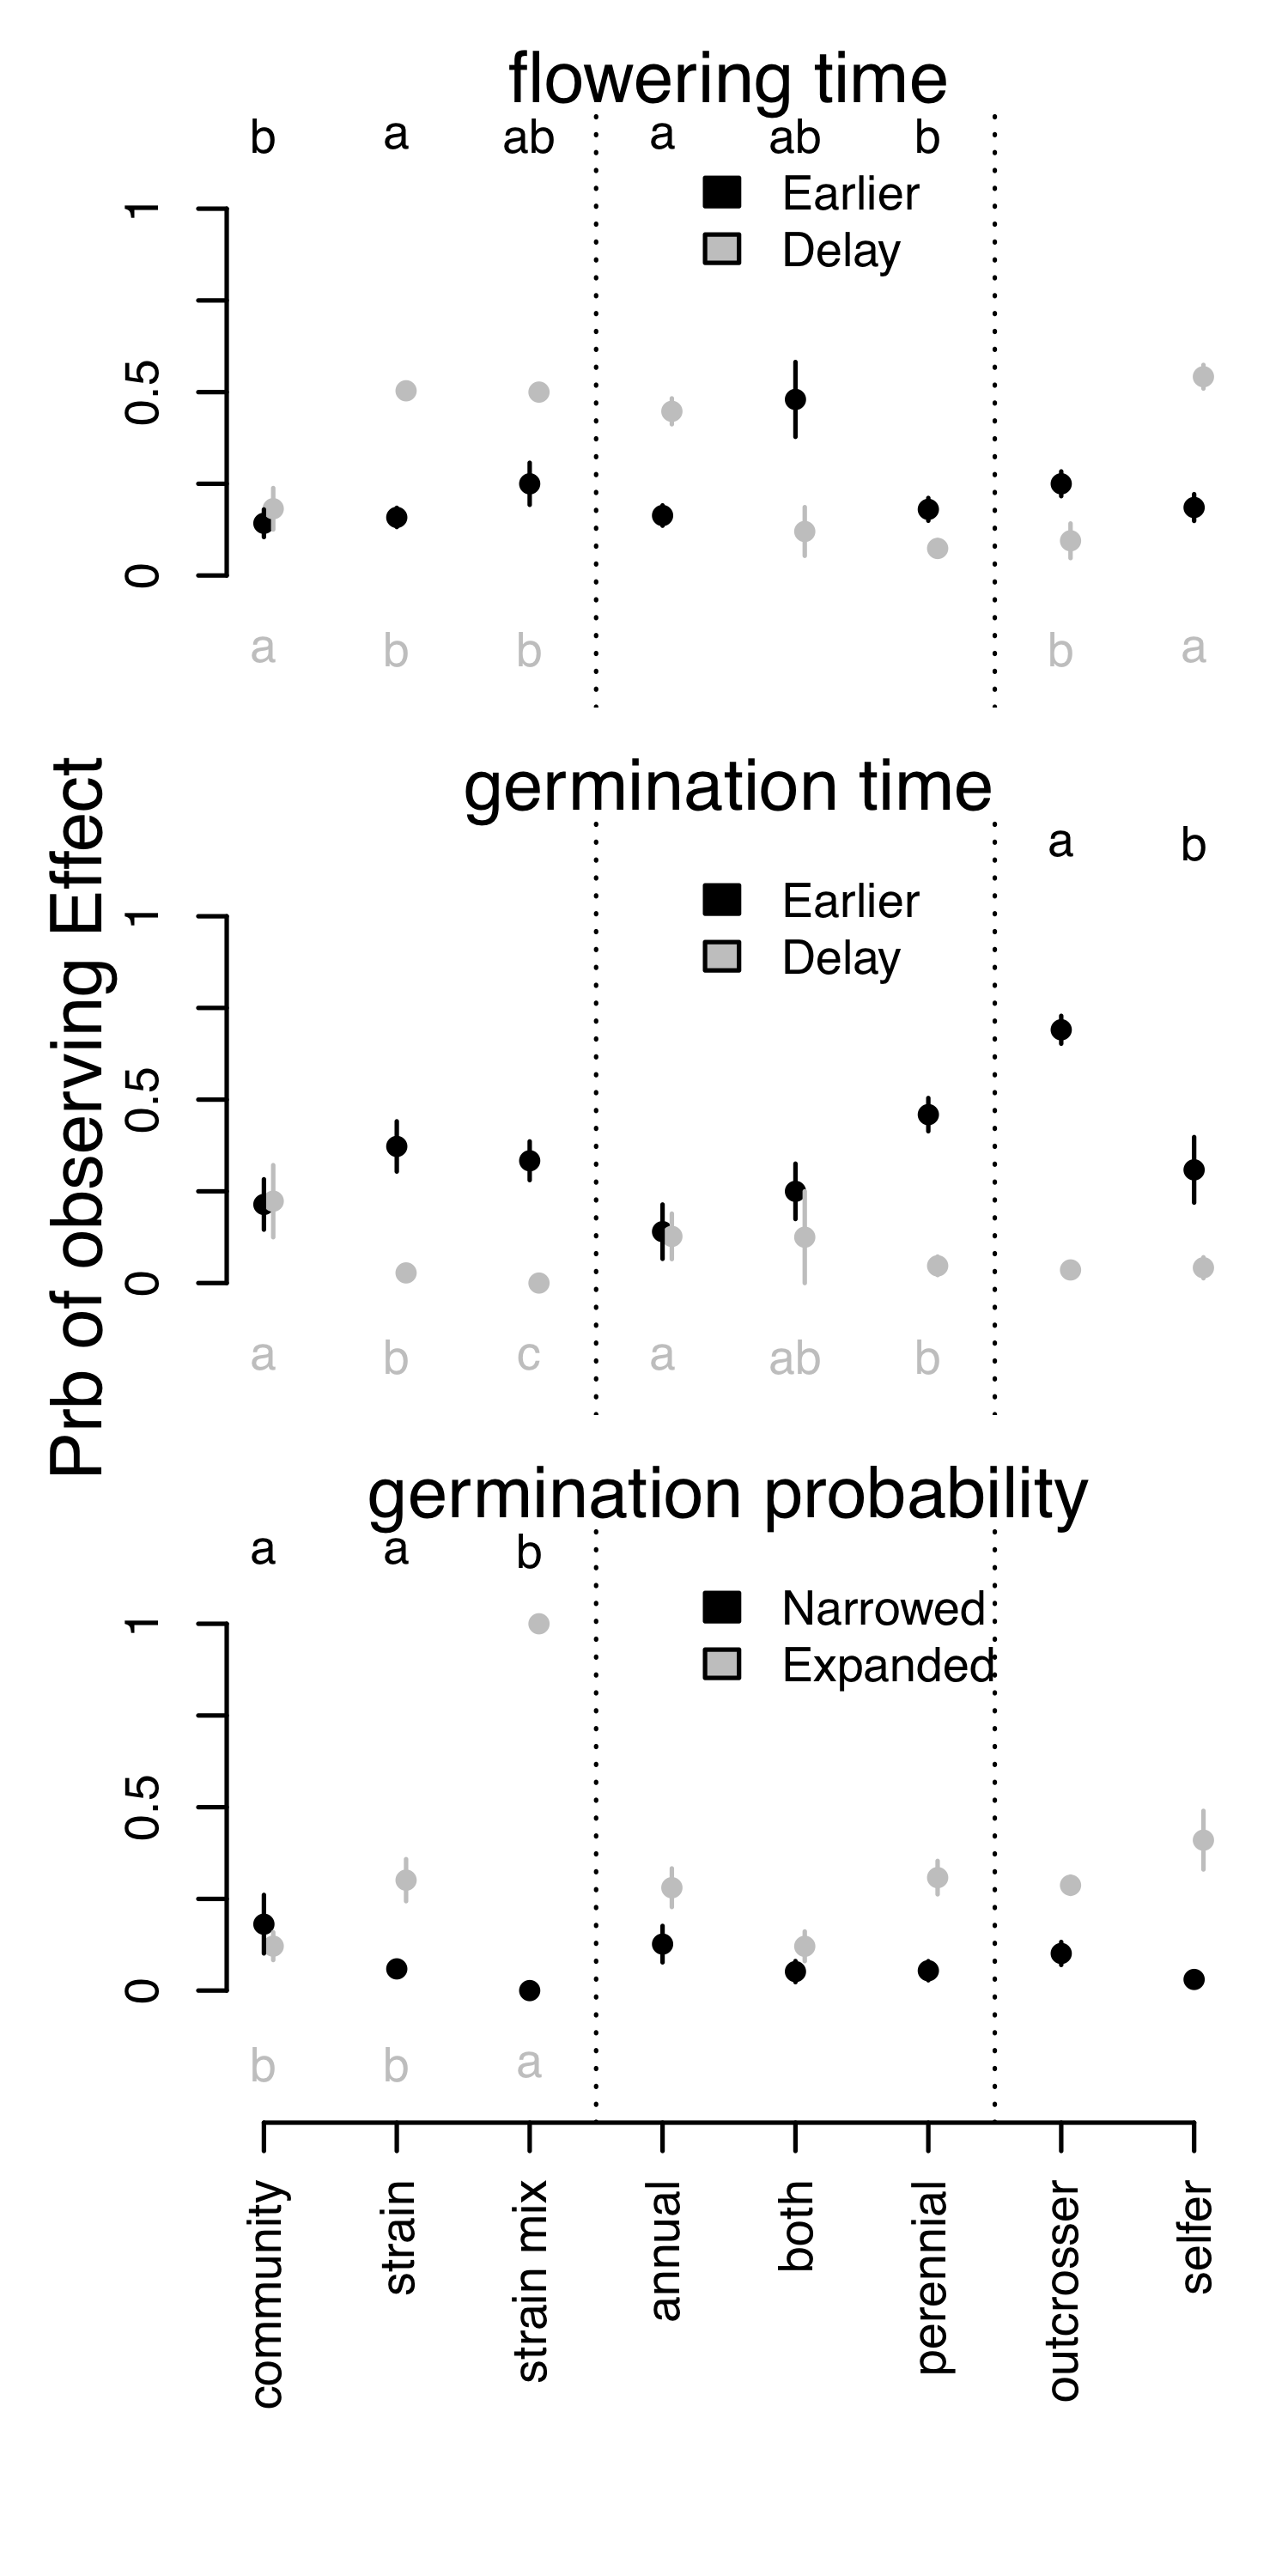 flowering time
b a ab a ab b
Earlier
Delay
1
0.5
0
a b b b a
Prb of observing Effect
germination time
a b
Earlier
Delay
1
0.5
0
a b c a ab b
germination probability
a a b
Narrowed
Expanded
1
0.5
0
b b a
community strain strain mix annual both perennial outcrosser selfer